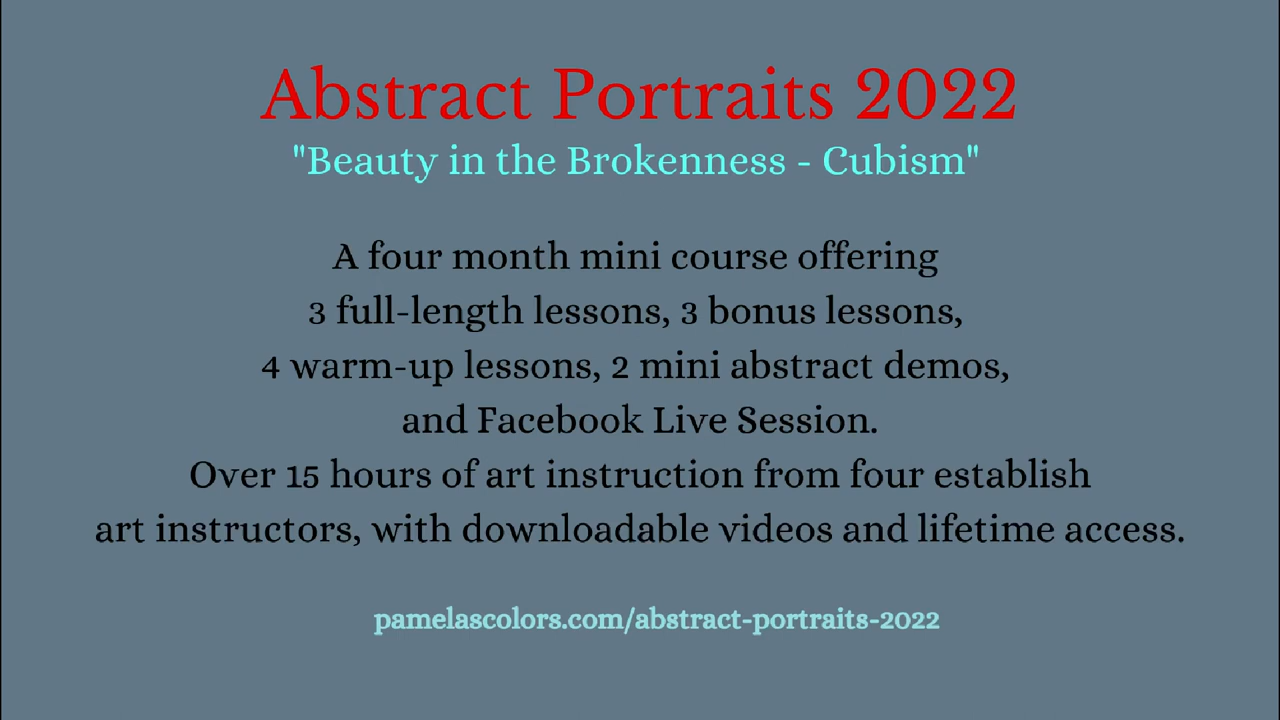 Abstract Portraits 2022
"Beauty in the Brokenness - Cubism"
A four month mini course offering
3 full-length lessons, 3 bonus lessons,
4 warm-up lessons, 2 mini abstract demos,
and Facebook Live Session.
Over 15 hours of art instruction from four establish
art instructors, with downloadable videos and lifetime access.
pamelascolors.com/abstract-portraits-2022